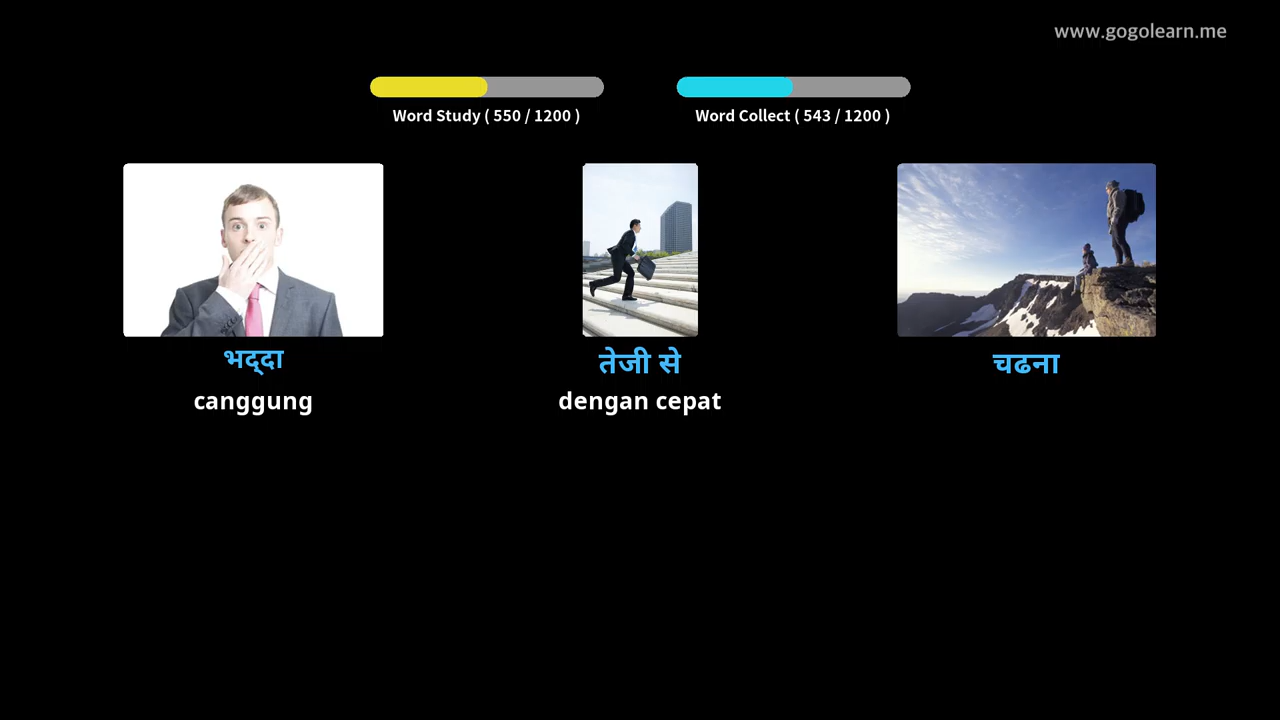 www.gogolearn.me
Word Study ( 550 / 1200 )
Word Collect ( 543 / 1200 )
भद्‌दा
तेजी से
चढना
canggung
dengan cepat